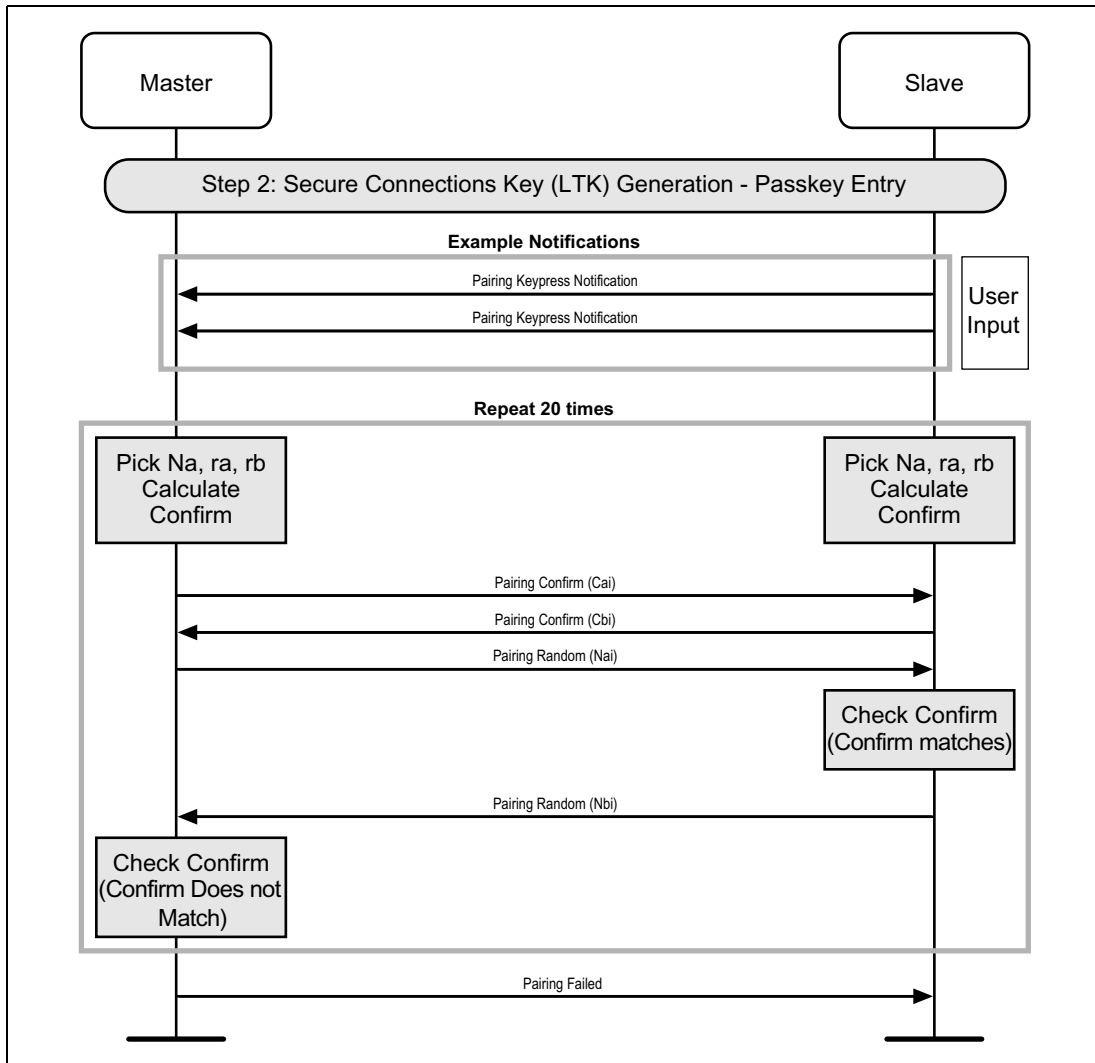 Master
Slave
Step 2: Secure Connections Key (LTK) Generation - Passkey Entry
Example Notifications
Pairing Keypress Notification
User
Input
Pairing Keypress Notification
Repeat 20 times
Pick Na, ra, rb
Calculate
Confirm
Pick Na, ra, rb
Calculate
Confirm
Pairing Confirm (Cai)
Pairing Confirm (Cbi)
Pairing Random (Nai)
Check Confirm
(Confirm matches)
Pairing Random (Nbi)
Check Confirm
(Confirm Does not
Match)
Pairing Failed